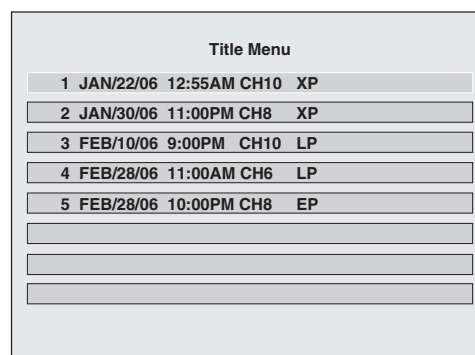 Title Menu
1 JAN/22/06 12:55AM CH10 XP
2 JAN/30/06 11:00PM CH8 XP
3 FEB/10/06 9:00PM CH10 LP
4 FEB/28/06 11:00AM CH6 LP
5 FEB/28/06 10:00PM CH8 EP